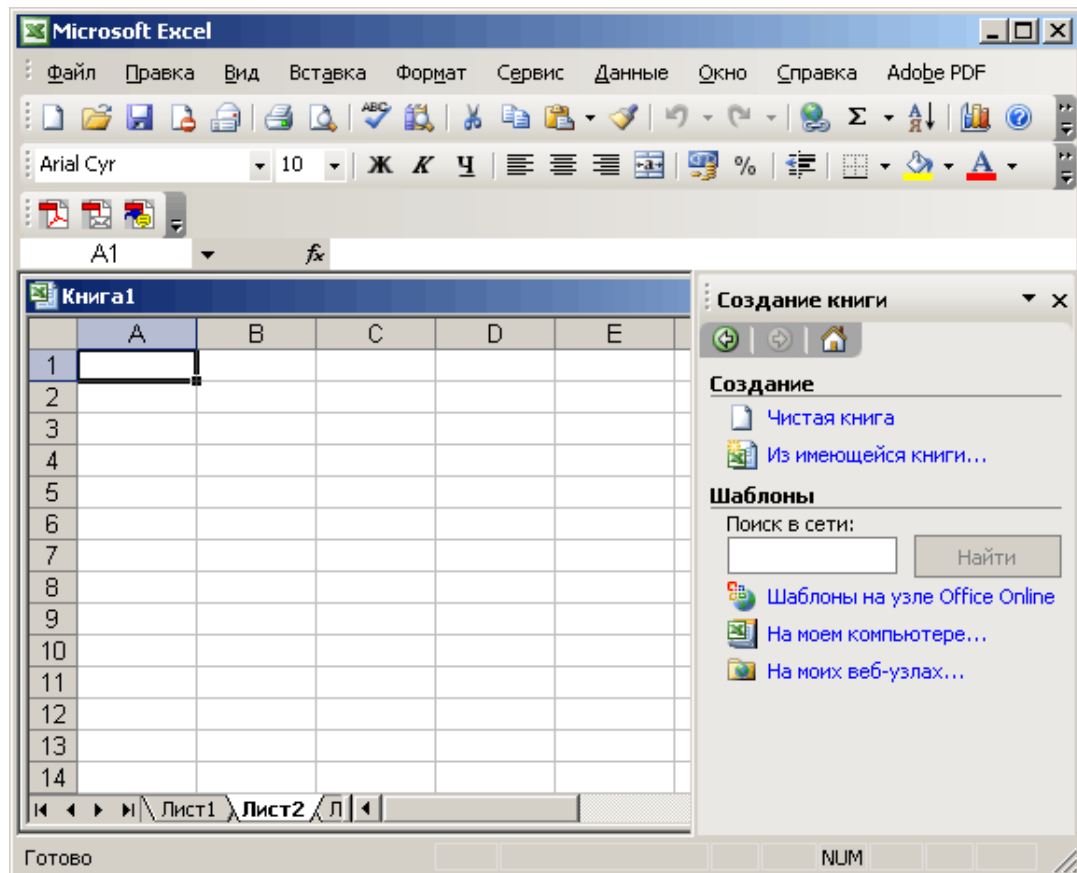 Microsoft Excel
Файл Правка Вид Вставка Формат Сервис Данные Окно Справка Adobe PDF
ABC Σ А Я
Arial Cyr 10 Ж К Ч % A
A1 fx
Книга1
A B C D E
1
2
3
4
5
6
7
8
9
10
11
12
13
14
Лист1 Лист2 Л
Создание книги
Создание
Чистая книга
Из имеющейся книги...
Шаблоны
Поиск в сети:
Найти
Шаблоны на узле Office Online
На моем компьютере...
На моих веб-узлах...
Готово NUM